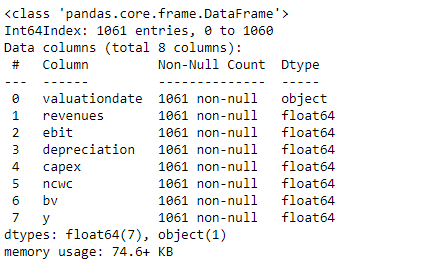 <class 'pandas.core.frame.DataFrame'>
Int64Index: 1061 entries, 0 to 1060
Data columns (total 8 columns):
 #   Column         Non-Null Count  Dtype
---  ------         --------------  -----
 0   valuationdate  1061 non-null   object
 1   revenues       1061 non-null   float64
 2   ebit           1061 non-null   float64
 3   depreciation   1061 non-null   float64
 4   capex          1061 non-null   float64
 5   ncwc           1061 non-null   float64
 6   bv             1061 non-null   float64
 7   y              1061 non-null   float64
dtypes: float64(7), object(1)
memory usage: 74.6+ KB